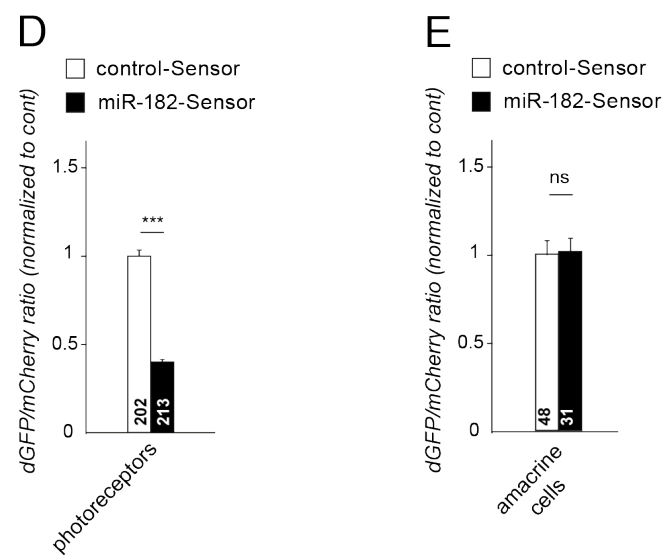 D
control-Sensor
miR-182-Sensor
dGFP/mCherry ratio (normalized to cont)
1.5
1
0.5
0
***
202
213
photoreceptors
E
control-Sensor
miR-182-Sensor
dGFP/mCherry ratio (normalized to cont)
1.5
1
0.5
0
ns
48
31
amacrine
cells